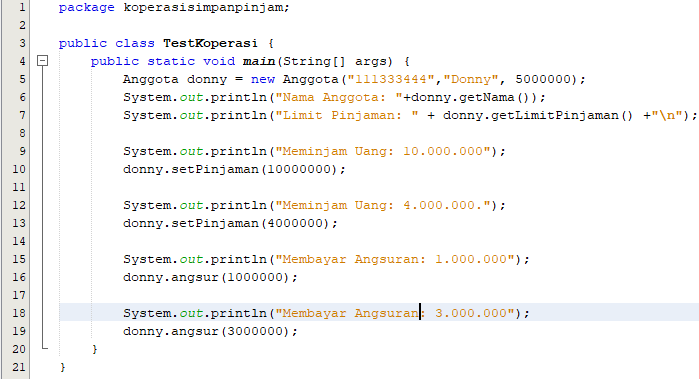 1 package koperasisimpanpinjam;
2
3 public class TestKoperasi {
4 public static void main(String[] args) {
5 Anggota donny = new Anggota("111333444","Donny", 5000000);
6 System.out.println("Nama Anggota: "+donny.getNama());
7 System.out.println("Limit Pinjaman: " + donny.getLimitPinjaman() +"\n");
8
9 System.out.println("Meminjam Uang: 10.000.000");
10 donny.setPinjaman(10000000);
11
12 System.out.println("Meminjam Uang: 4.000.000.");
13 donny.setPinjaman(4000000);
14
15 System.out.println("Membayar Angsuran: 1.000.000");
16 donny.angsur(1000000);
17
18 System.out.println("Membayar Angsuran: 3.000.000");
19 donny.angsur(3000000);
20 }
21 }